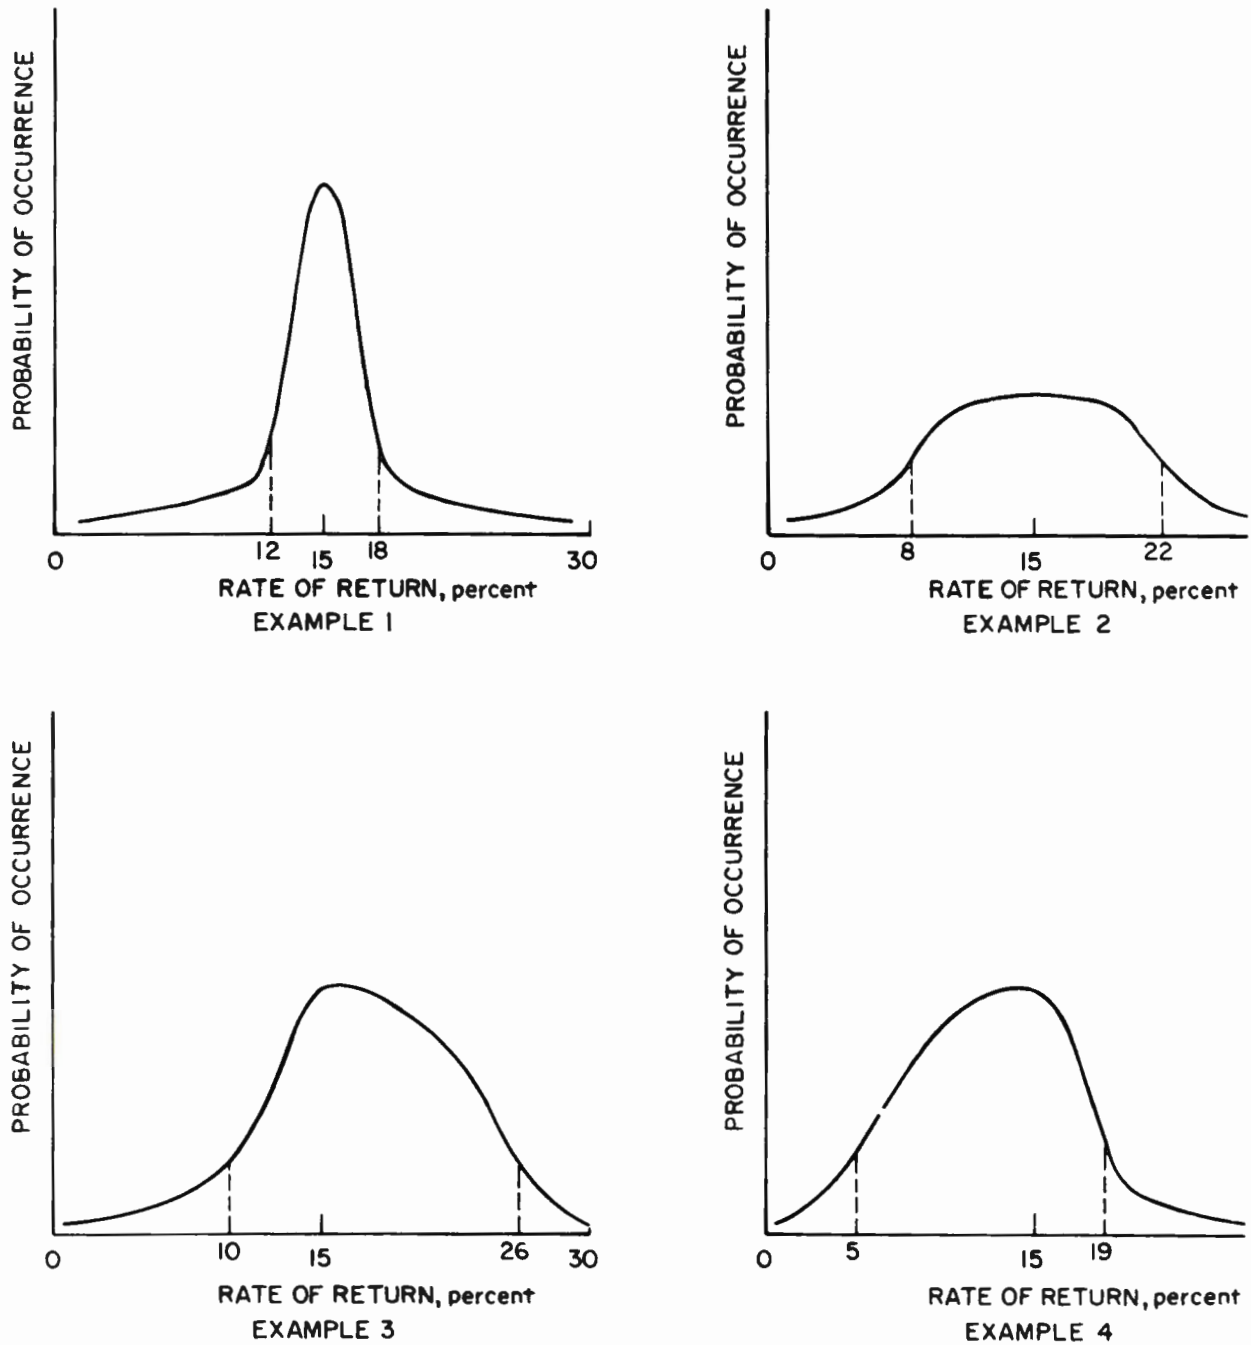 PROBABILITY OF OCCURRENCE
0 12 15 18 30
RATE OF RETURN, percent
EXAMPLE 1
PROBABILITY OF OCCURRENCE
0 8 15 22
RATE OF RETURN, percent
EXAMPLE 2
PROBABILITY OF OCCURRENCE
0 10 15 26 30
RATE OF RETURN, percent
EXAMPLE 3
PROBABILITY OF OCCURRENCE
0 5 15 19
RATE OF RETURN, percent
EXAMPLE 4